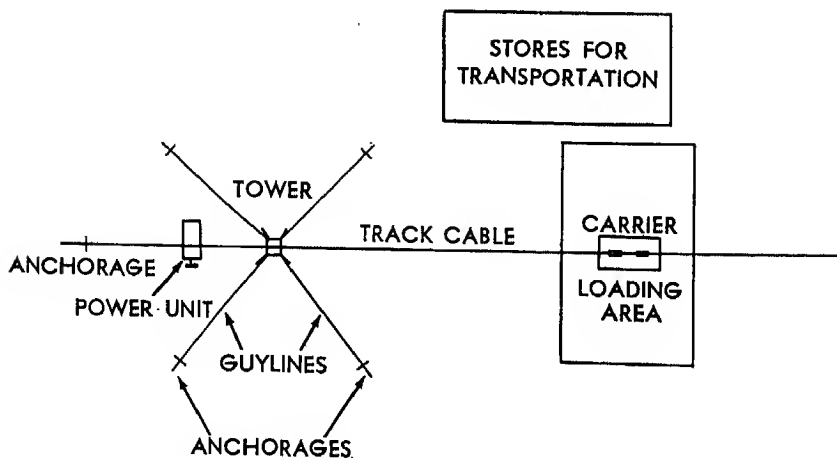 STORES FOR
TRANSPORTATION
TOWER
TRACK CABLE
CARRIER
ANCHORAGE
POWER UNIT
LOADING
AREA
GUYLINES
ANCHORAGES